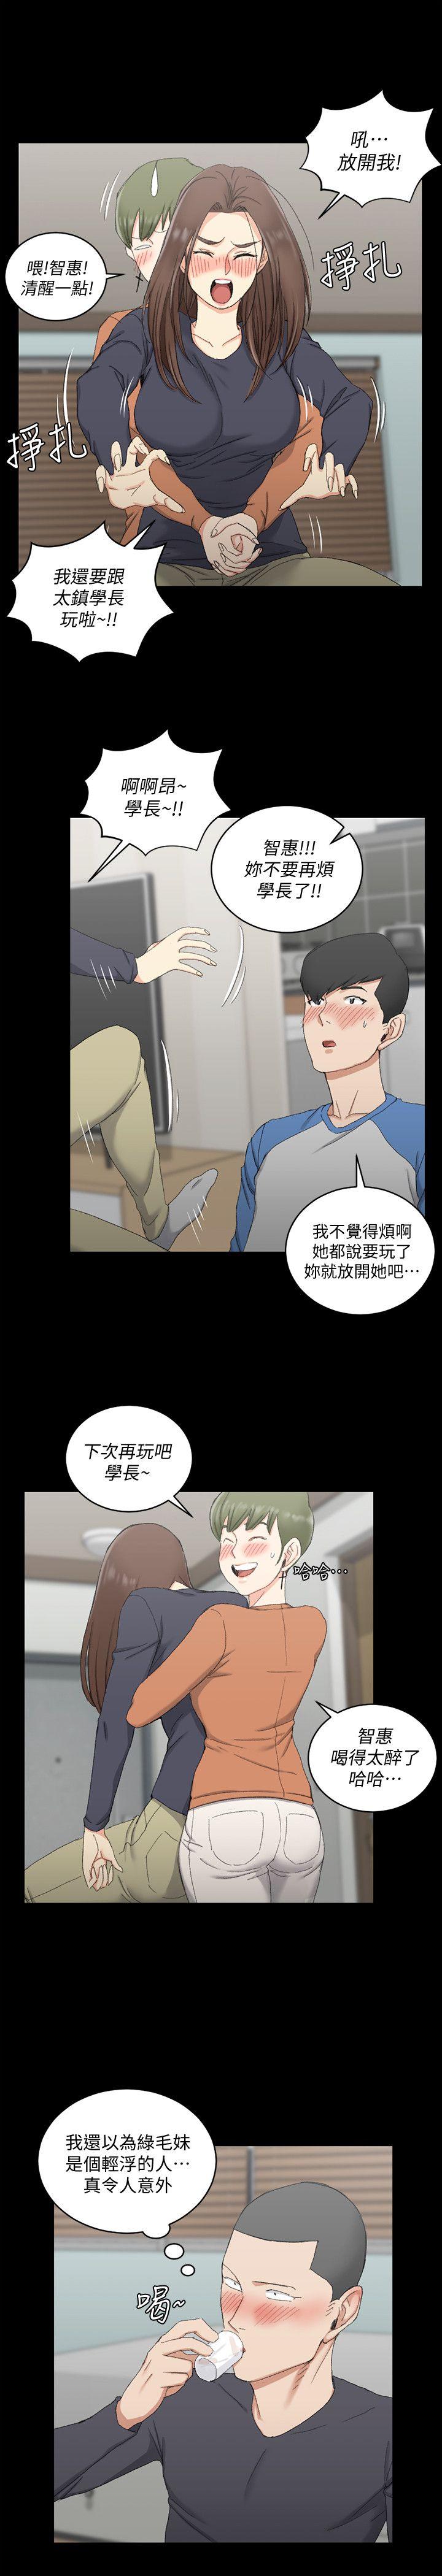 吼…
放開我!
喂!智惠!
清醒一點!
掙扎
掙扎
我還要跟
太鎮學長
玩啦~!!
啊啊昂~
學長~!!
智惠!!!
妳不要再煩
學長了!!
我不覺得煩啊
她都說要玩了
妳就放開她吧…
下次再玩吧
學長~
哈哈…
智惠
喝得太醉了
哈哈…
我還以為綠毛妹
是個輕浮的人…
真令人意外
喝~